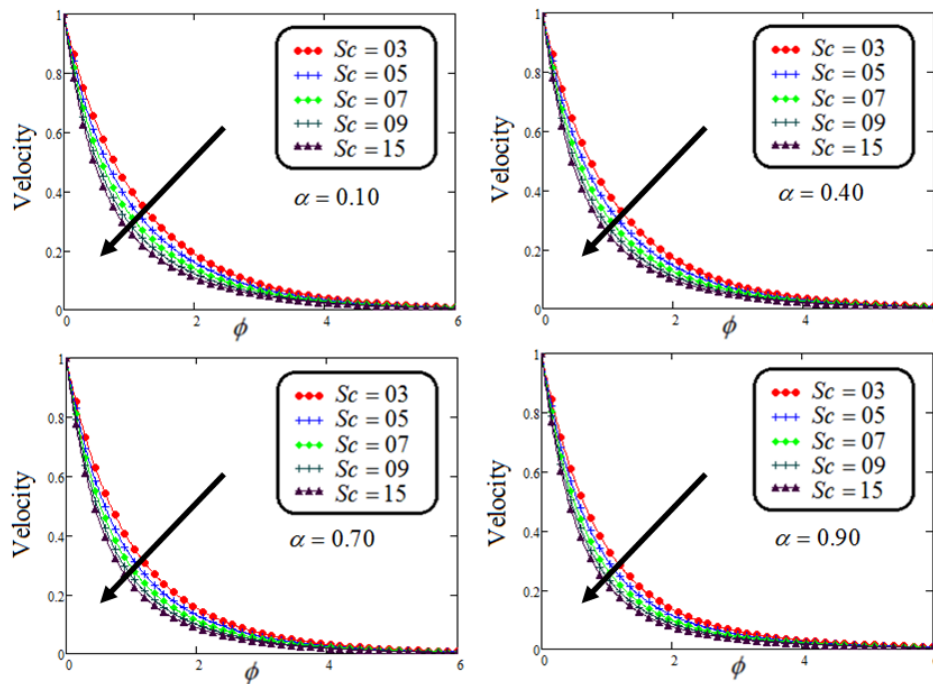 1
0.8
0.6
0.4
0.2
0
Velocity
Sc = 03
Sc = 05
Sc = 07
Sc = 09
Sc = 15
α = 0.10
0 2 4 6
ϕ
1
0.8
0.6
0.4
0.2
0
Velocity
Sc = 03
Sc = 05
Sc = 07
Sc = 09
Sc = 15
α = 0.40
0 2 4 6
ϕ
1
0.8
0.6
0.4
0.2
0
Velocity
Sc = 03
Sc = 05
Sc = 07
Sc = 09
Sc = 15
α = 0.70
0 2 4 6
ϕ
1
0.8
0.6
0.4
0.2
0
Velocity
Sc = 03
Sc = 05
Sc = 07
Sc = 09
Sc = 15
α = 0.90
0 2 4 6
ϕ